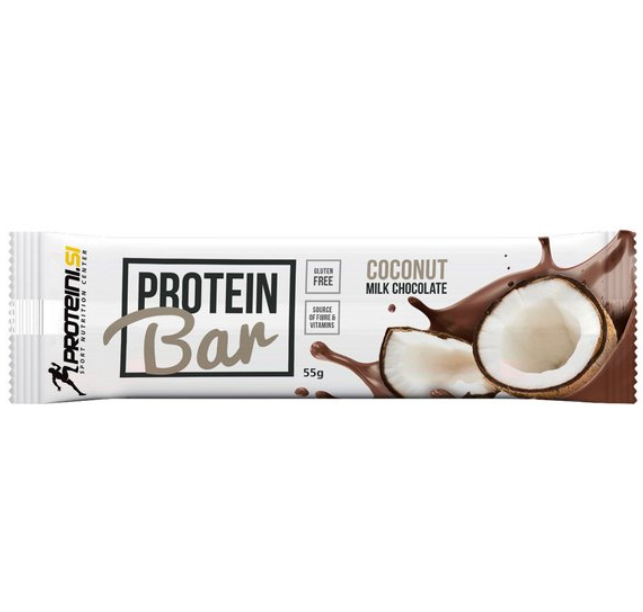 PROTEINI.SI
SPORT NUTRITION CENTER
PROTEIN
Bar
GLUTEN
FREE
SOURCE
OF FIBRE &
VITAMINS
55g
COCONUT
MILK CHOCOLATE